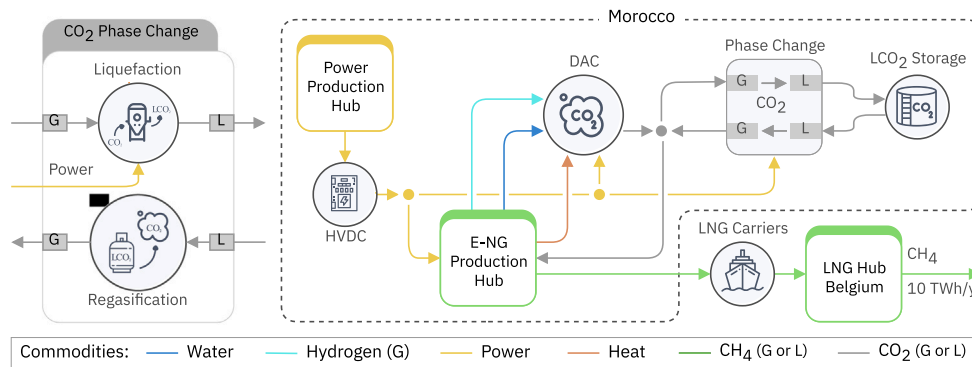 CO₂ Phase Change
Liquefaction
LCO₂
CO₂
G
L
Power
G
LCO₂
CO₂
L
Regasification
Morocco
Power
Production
Hub
HVDC
DAC
CO₂
E-NG
Production
Hub
Phase Change
G
L
CO₂
G
L
LCO₂ Storage
CO₂
LNG Carriers
LNG Hub
Belgium
CH₄
10 TWh/y
Commodities:
Water
Hydrogen (G)
Power
Heat
CH₄ (G or L)
CO₂ (G or L)